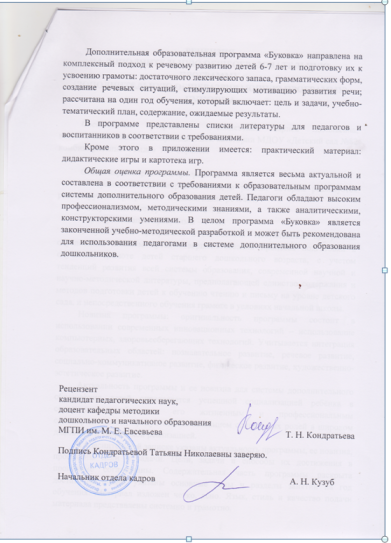 Дополнительная образовательная программа «Буковка» направлена на
комплексный подход к речевому развитию детей 6-7 лет и подготовку их к
усвоению грамоты: достаточного лексического запаса, грамматических форм,
создание речевых ситуаций, стимулирующих мотивацию развития речи;
рассчитана на один год обучения, который включает: цель и задачи, учебно-
тематический план, содержание, ожидаемые результаты.
В программе представлены списки литературы для педагогов и
воспитанников в соответствии с требованиями.
Кроме этого в приложении имеется: практический материал:
дидактические игры и картотека игр.
Общая оценка программы. Программа является весьма актуальной и
составлена в соответствии с требованиями к образовательным программам
системы дополнительного образования детей. Педагоги обладают высоким
профессионализмом, методическими знаниями, а также аналитическими,
конструкторскими умениями. В целом программа «Буковка» является
законченной учебно-методической разработкой и может быть рекомендована
для использования педагогами в системе дополнительного образования
дошкольников.
Рецензент
кандидат педагогических наук,
доцент кафедры методики
дошкольного и начального образования
МГПИ им. М. Е. Евсевьева
Т. Н. Кондратьева
Подпись Кондратьевой Татьяны Николаевны заверяю.
ОТДЕЛ
КАДРОВ
Начальник отдела кадров
А. Н. Кузуб